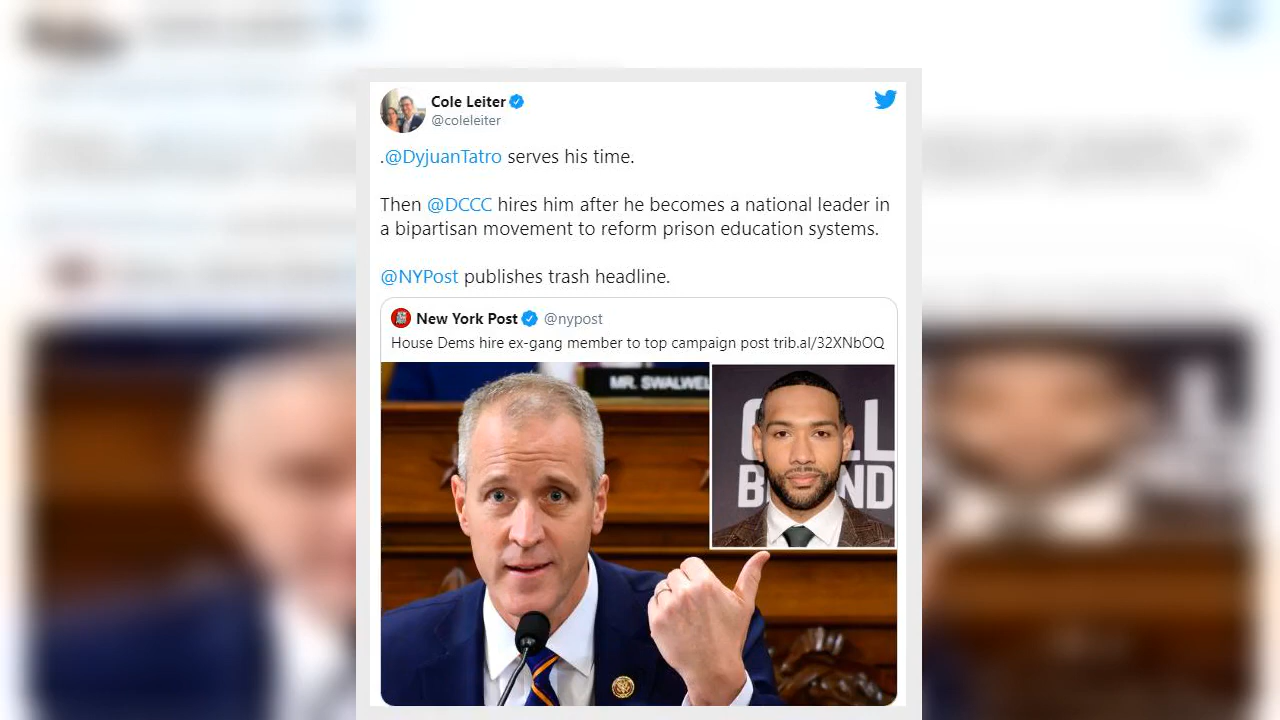 Cole Leiter
@coleleiter
.@DyjuanTatro serves his time.
Then @DCCC hires him after he becomes a national leader in
a bipartisan movement to reform prison education systems.
@NYPost publishes trash headline.
New York Post @nypost
House Dems hire ex-gang member to top campaign post trib.al/32XNbOQ
MR. SWALWEL